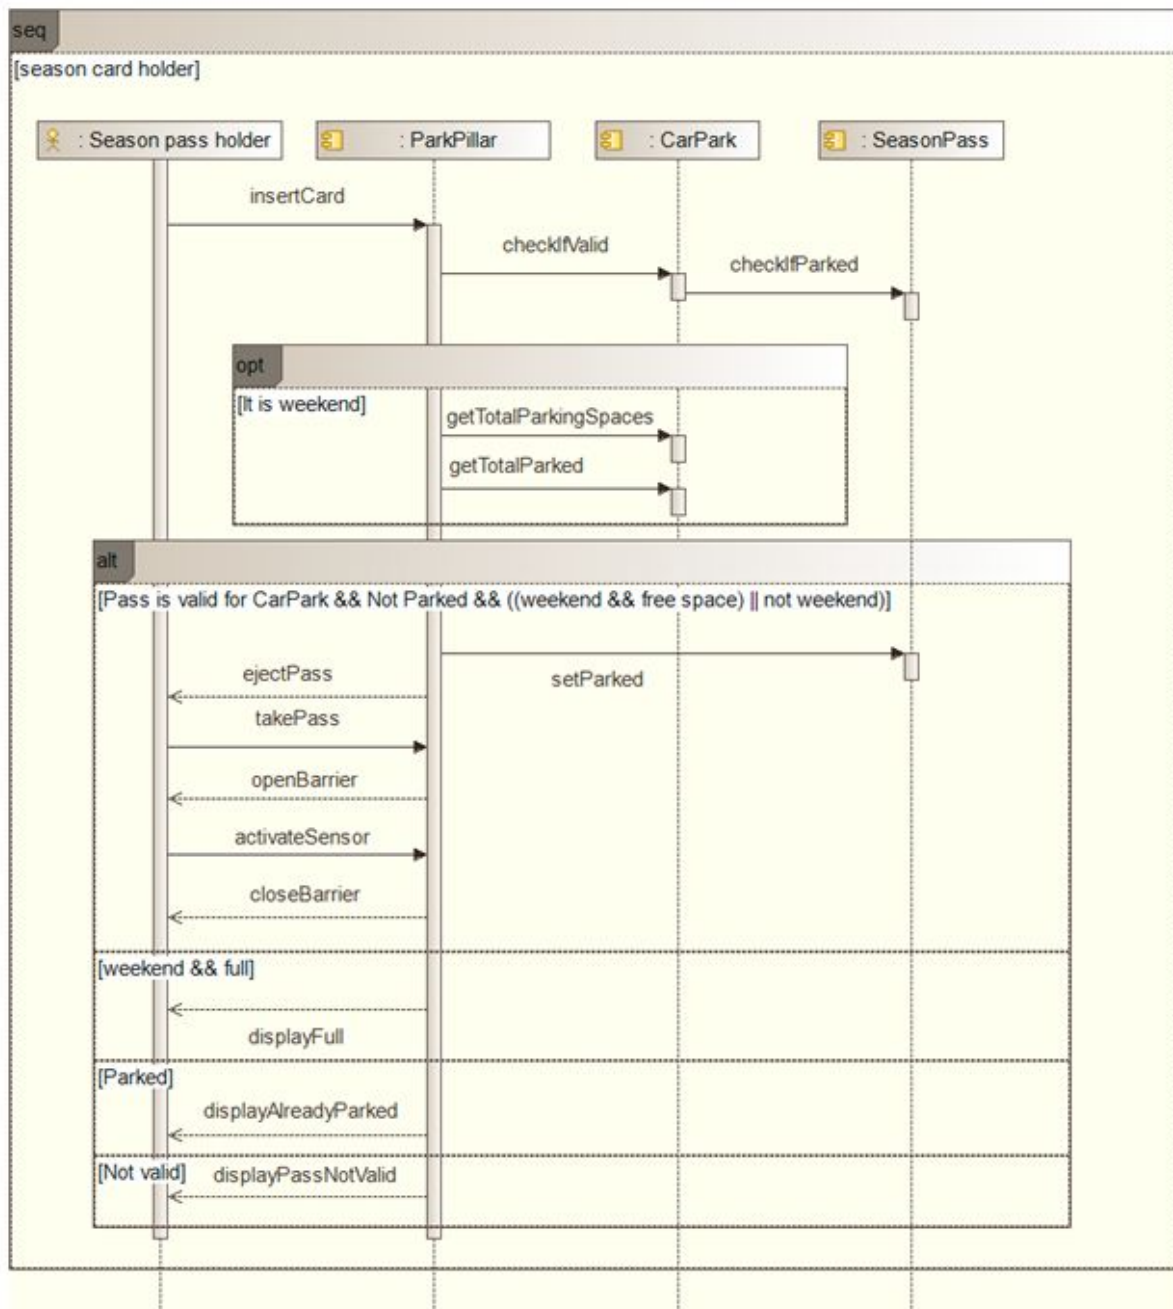 seq
[season card holder]
: Season pass holder
: ParkPillar
: CarPark
: SeasonPass
insertCard
checkIfValid
checkIfParked
opt
[It is weekend]
getTotalParkingSpaces
getTotalParked
alt
[Pass is valid for CarPark && Not Parked && ((weekend && free space) || not weekend)]
setParked
ejectPass
takePass
openBarrier
activateSensor
closeBarrier
[weekend && full]
displayFull
[Parked]
displayAlreadyParked
[Not valid]
displayPassNotValid